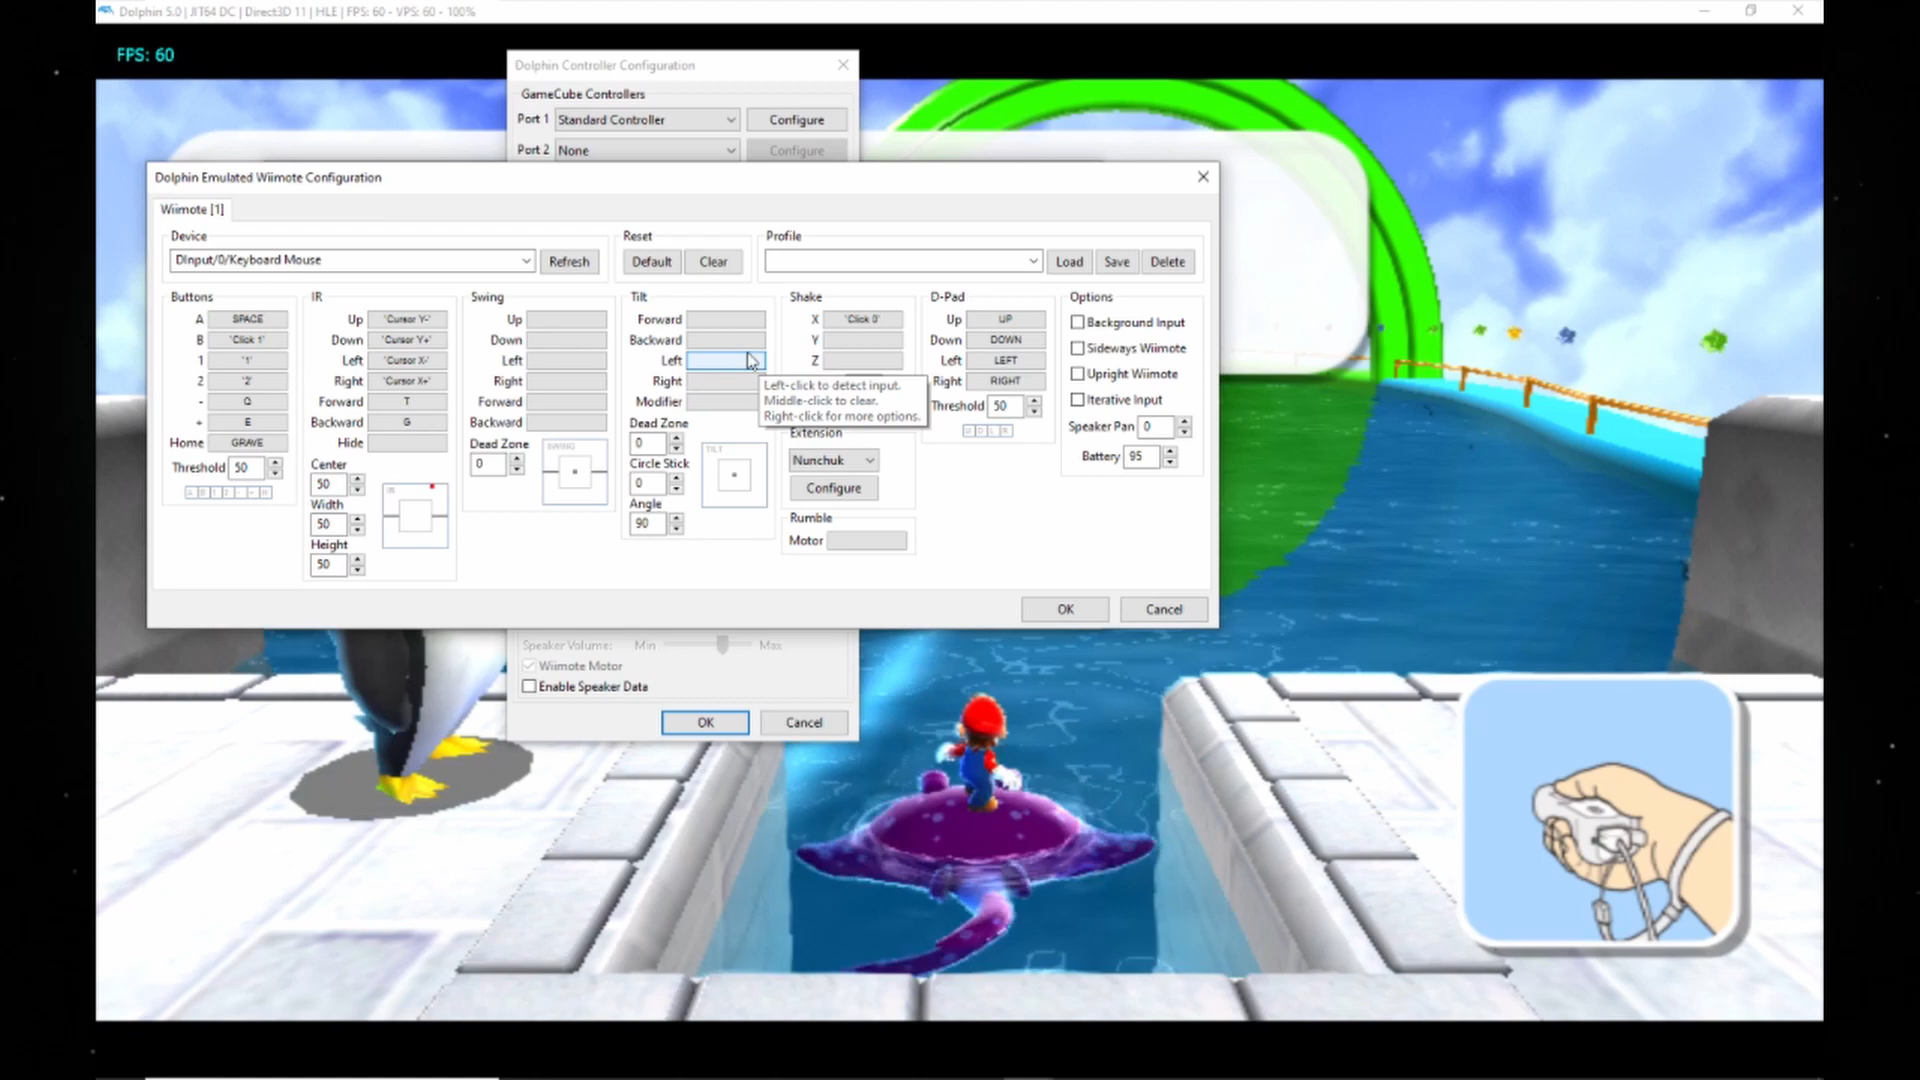 Dolphin 5.0 | JIT64 DC | Direct3D 11 | HLE | FPS: 60 - VPS: 60 - 100%
FPS: 60
Dolphin Controller Configuration
GameCube Controllers
Port 1 Standard Controller Configure
Port 2 None Configure
Dolphin Emulated Wiimote Configuration
Wiimote [1]
Device
DInput/0/Keyboard Mouse Refresh
Reset
Default Clear
Profile
Load Save Delete
Buttons
A SPACE
B 'Click 1'
1 '1'
2 '2'
- Q
+ E
Home GRAVE
Threshold 50
A B 1 2 - + H
IR
Up 'Cursor Y-'
Down 'Cursor Y+'
Left 'Cursor X-'
Right 'Cursor X+'
Forward T
Backward G
Hide
Center
50
Width
50
Height
50
IR
Swing
Up
Down
Left
Right
Forward
Backward
Dead Zone
0
SWING
Tilt
Forward
Backward
Left
Right
Modifier
Dead Zone
0
Circle Stick
0
Angle
90
TILT
Shake
X 'Click 0'
Y
Z
Left-click to detect input.
Middle-click to clear.
Right-click for more options.
Extension
Nunchuk
Configure
Rumble
Motor
D-Pad
Up UP
Down DOWN
Left LEFT
Right RIGHT
Threshold 50
U D L R
Options
Background Input
Sideways Wiimote
Upright Wiimote
Iterative Input
Speaker Pan 0
Battery 95
OK Cancel
Speaker Volume: Min Max
Wiimote Motor
Enable Speaker Data
OK Cancel